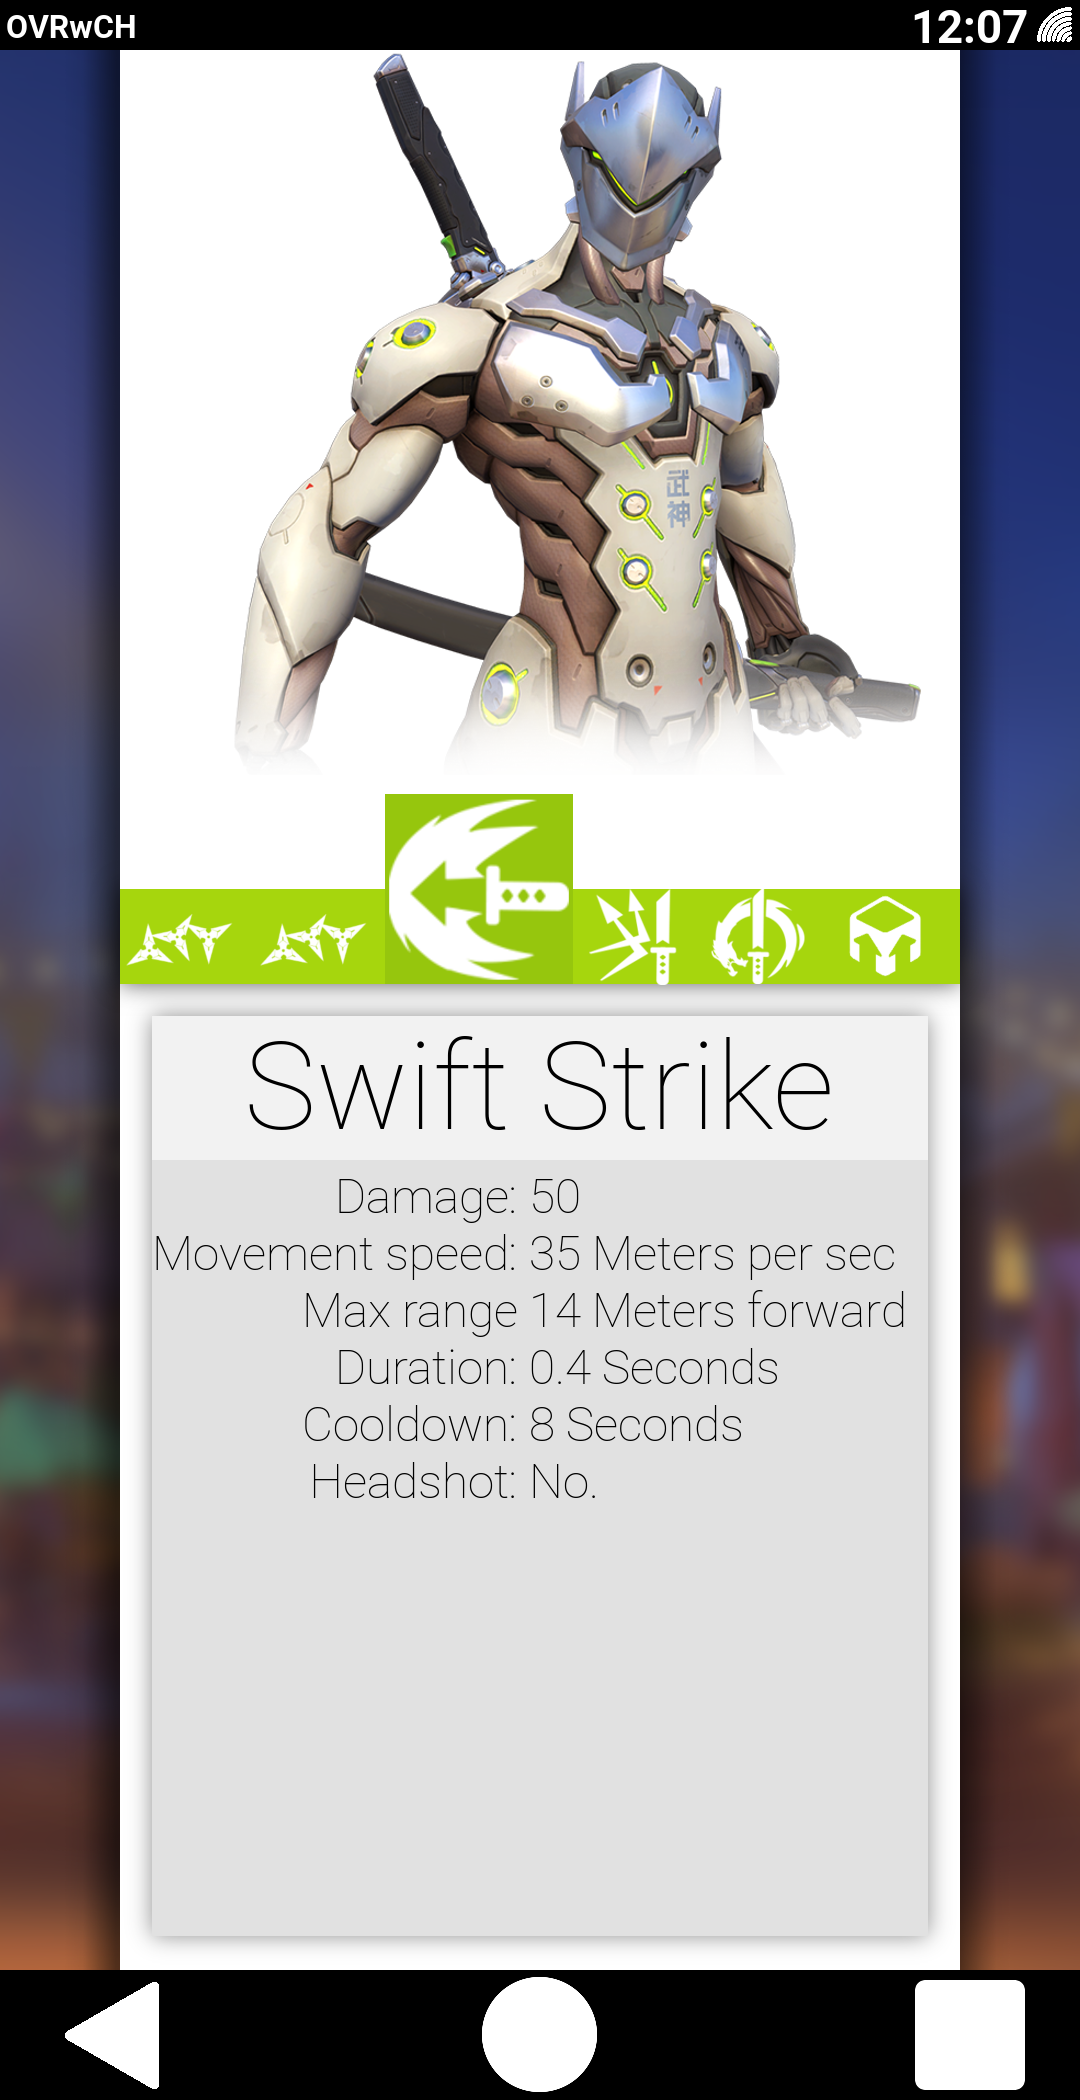 OVRwCH
12:07
武
神
Swift Strike
Damage: 50
Movement speed: 35 Meters per sec
Max range 14 Meters forward
Duration: 0.4 Seconds
Cooldown: 8 Seconds
Headshot: No.